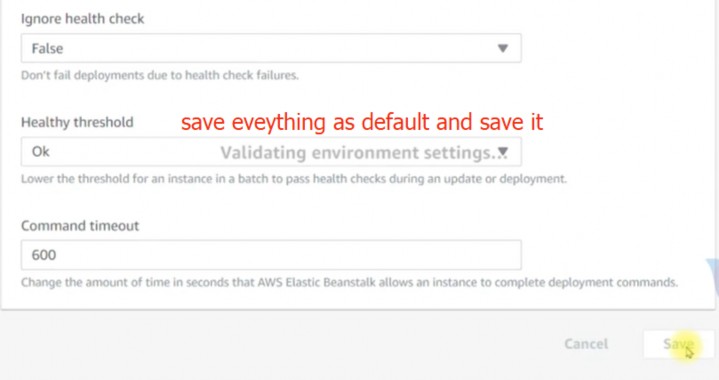 Ignore health check
False
Don't fail deployments due to health check failures.
Healthy threshold
save eveything as default and save it
Ok
Validating environment settings...
Lower the threshold for an instance in a batch to pass health checks during an update or deployment.
Command timeout
600
Change the amount of time in seconds that AWS Elastic Beanstalk allows an instance to complete deployment commands.
Cancel
Save